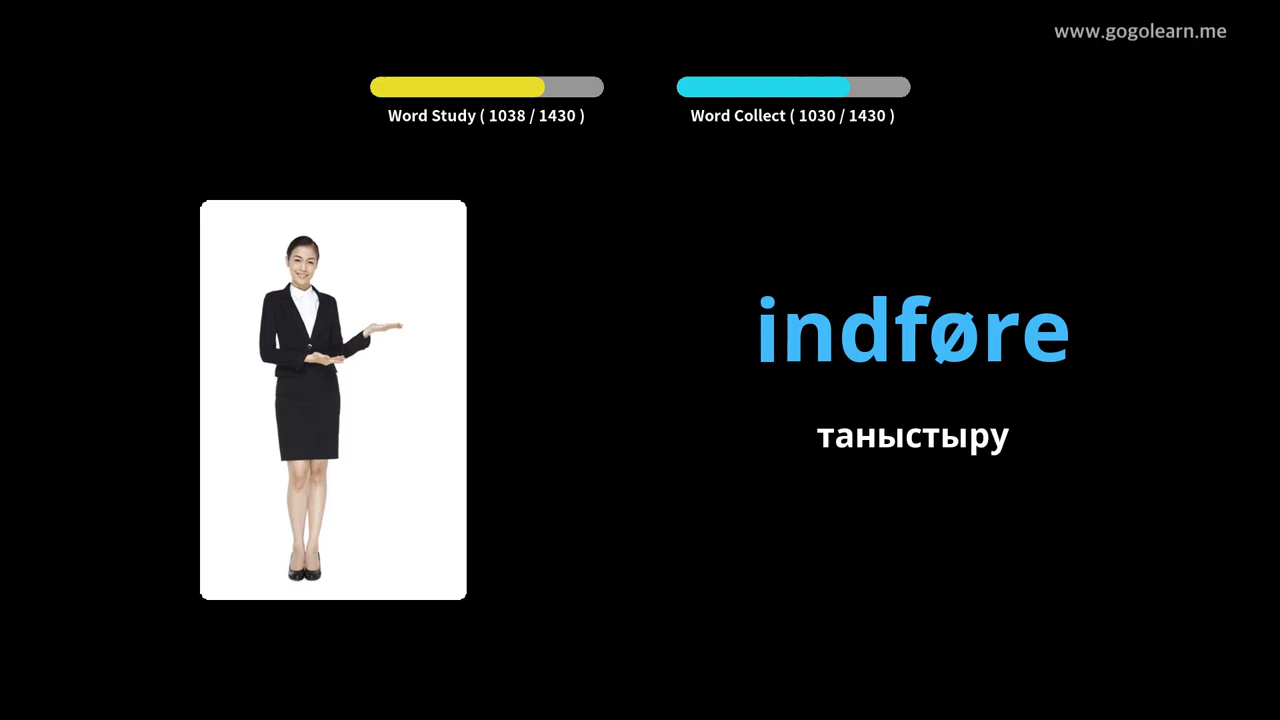 www.gogolearn.me
Word Study ( 1038 / 1430 )
Word Collect ( 1030 / 1430 )
indføre
таныстыру